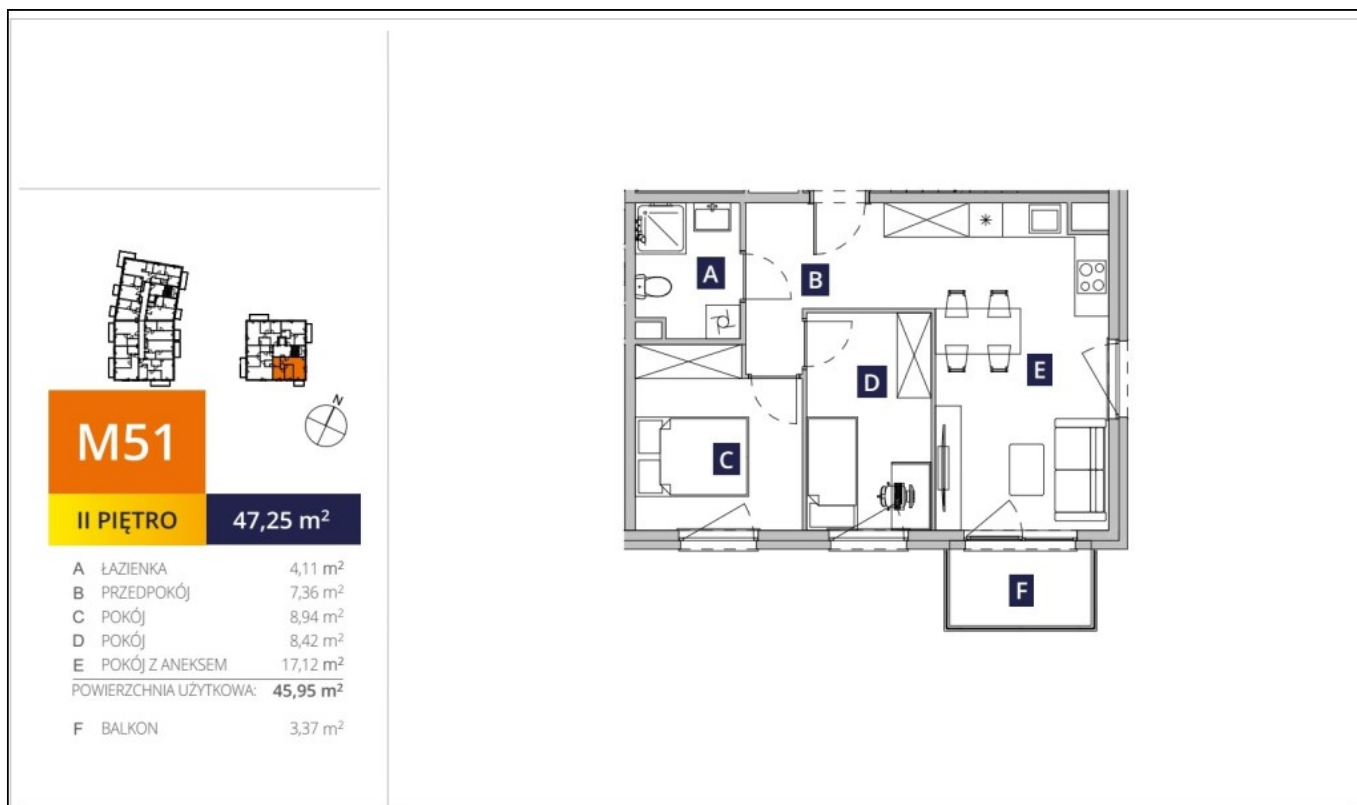 N
M51
II PIĘTRO 47,25 m²
A ŁAZIENKA 4,11 m²
B PRZEDPOKÓJ 7,36 m²
C POKÓJ 8,94 m²
D POKÓJ 8,42 m²
E POKÓJ Z ANEKSEM 17,12 m²
POWIERZCHNIA UŻYTKOWA: 45,95 m²
F BALKON 3,37 m²
A
B
C
D
E
F